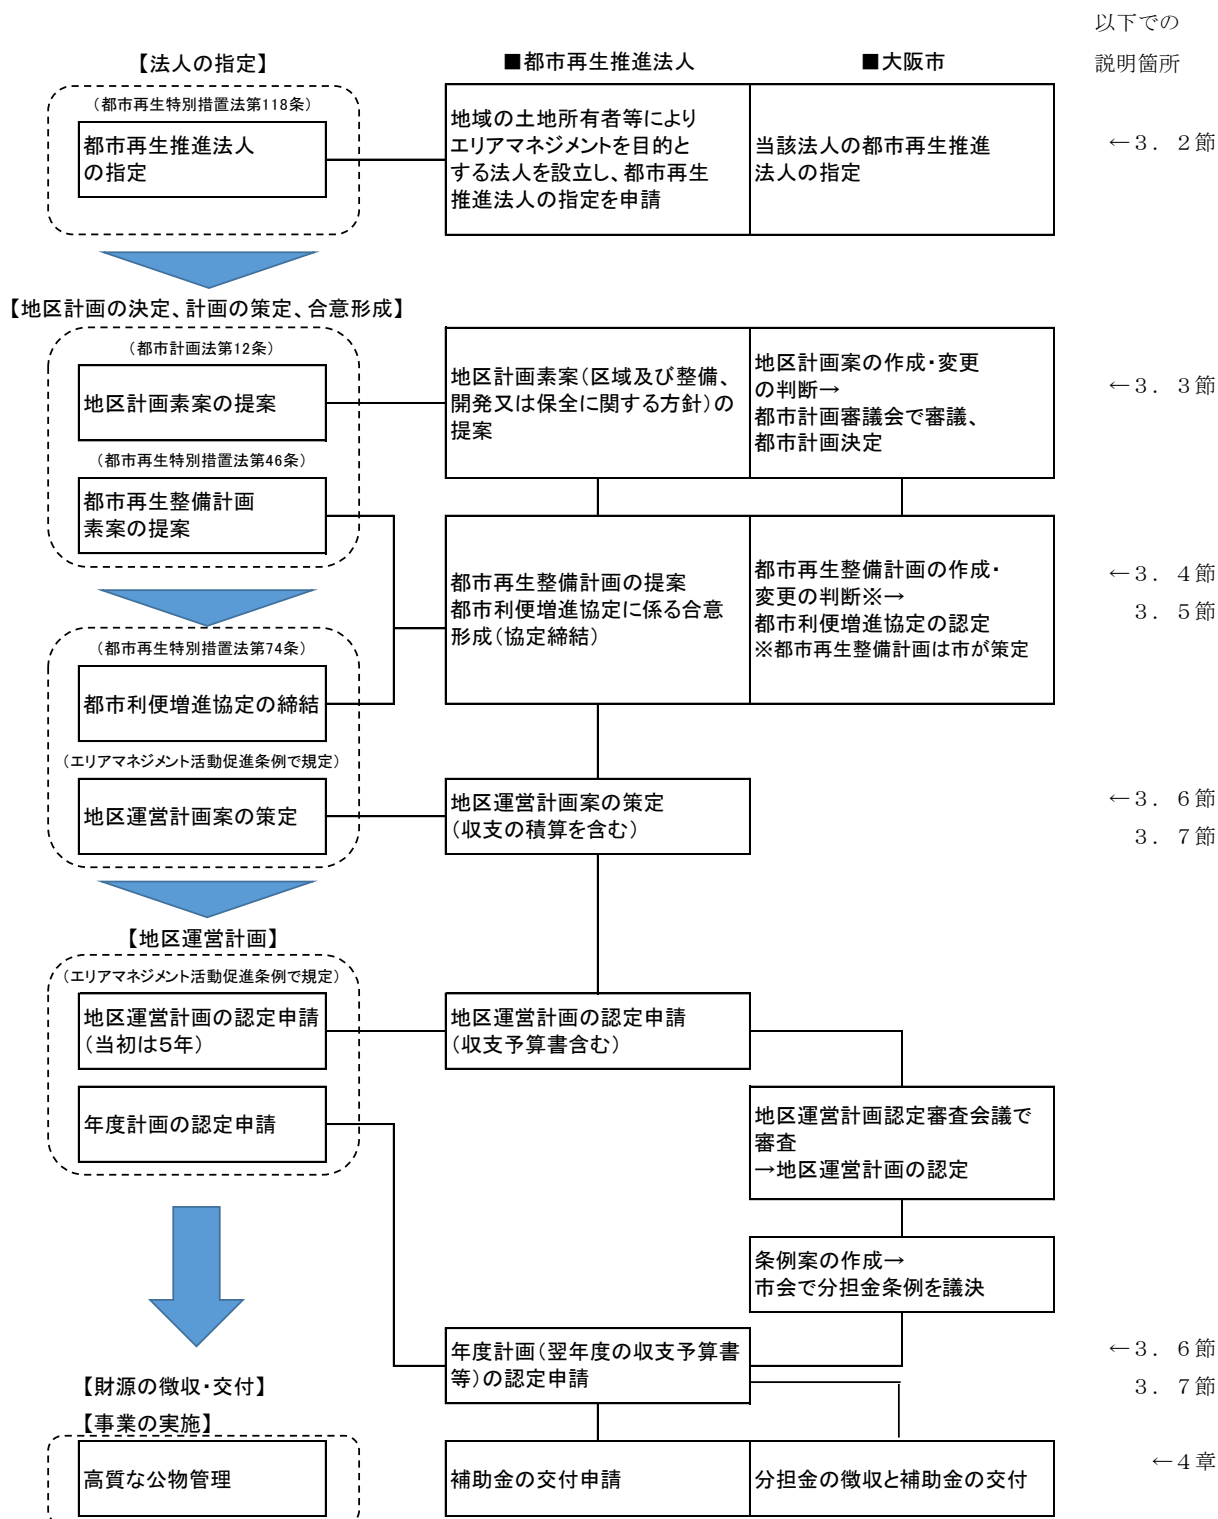 以下での
説明箇所
【法人の指定】
■都市再生推進法人
■大阪市
（都市再生特別措置法第118条）
都市再生推進法人
の指定
地域の土地所有者等により
エリアマネジメントを目的と
する法人を設立し、都市再生
推進法人の指定を申請
当該法人の都市再生推進
法人の指定
←３．２節
【地区計画の決定、計画の策定、合意形成】
（都市計画法第12条）
地区計画素案の提案
地区計画素案（区域及び整備、
開発又は保全に関する方針）の
提案
地区計画案の作成・変更
の判断→
都市計画審議会で審議、
都市計画決定
←３．３節
（都市再生特別措置法第46条）
都市再生整備計画
素案の提案
都市再生整備計画の提案
都市利便増進協定に係る合意
形成（協定締結）
都市再生整備計画の作成・
変更の判断※→
都市利便増進協定の認定
※都市再生整備計画は市が策定
←３．４節
３．５節
（都市再生特別措置法第74条）
都市利便増進協定の締結
（エリアマネジメント活動促進条例で規定）
地区運営計画案の策定
地区運営計画案の策定
（収支の積算を含む）
←３．６節
３．７節
【地区運営計画】
（エリアマネジメント活動促進条例で規定）
地区運営計画の認定申請
（当初は５年）
地区運営計画の認定申請
（収支予算書含む）
年度計画の認定申請
地区運営計画認定審査会議で
審査
→地区運営計画の認定
条例案の作成→
市会で分担金条例を議決
年度計画（翌年度の収支予算書
等）の認定申請
←３．６節
３．７節
【財源の徴収・交付】
【事業の実施】
高質な公物管理
補助金の交付申請
分担金の徴収と補助金の交付
←４章